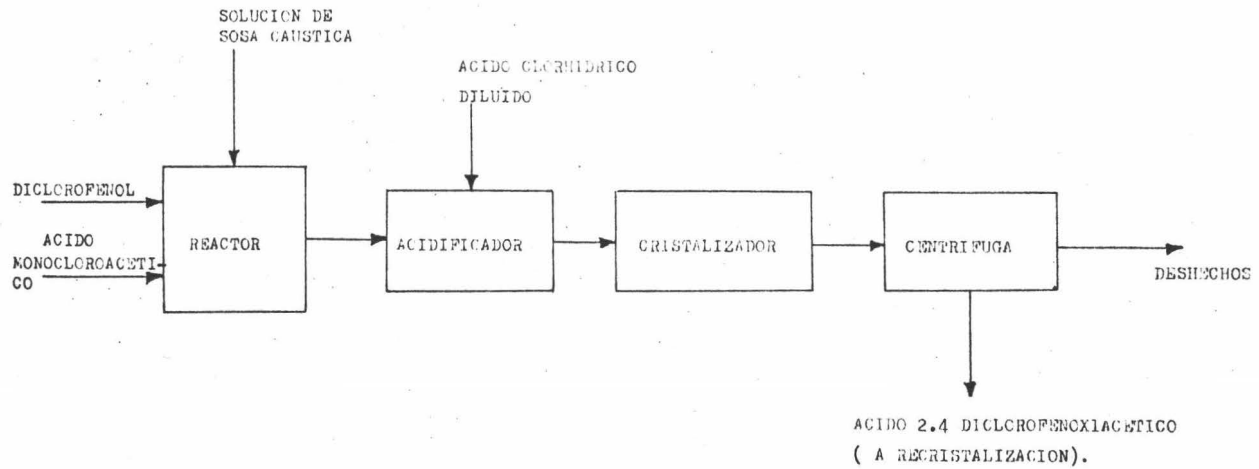 SOLUCION DE
SOSA CAUSTICA
ACIDO CLORHIDRICO
DILUIDO
DICLOROFENOL
ACIDO
MONOCLOROACETI-
CO
REACTOR
ACIDIFICADOR
CRISTALIZADOR
CENTRIFUGA
DESHECHOS
ACIDO 2.4 DICLOROFENOXIACETICO
( A RECRISTALIZACION).